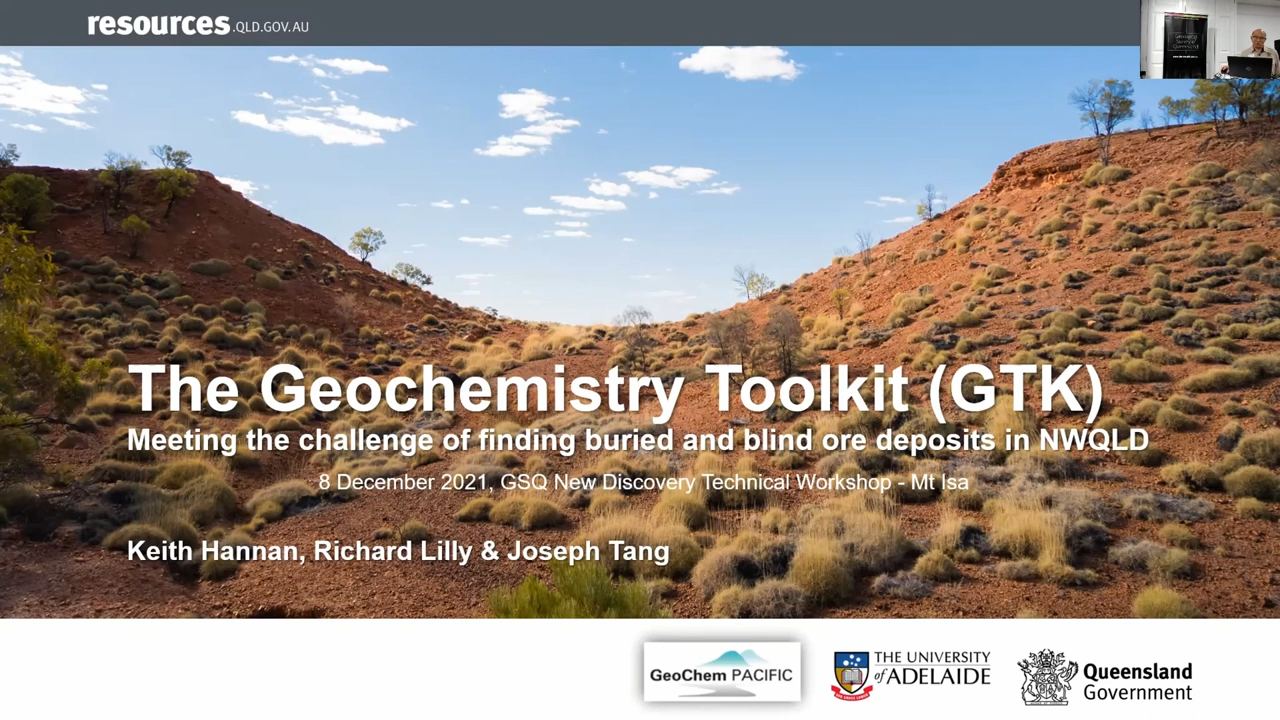 resources.QLD.GOV.AU
The Geochemistry Toolkit (GTK)
Meeting the challenge of finding buried and blind ore deposits in NWQLD
8 December 2021, GSQ New Discovery Technical Workshop - Mt Isa
Keith Hannan, Richard Lilly & Joseph Tang
GeoChem PACIFIC
THE UNIVERSITY
of ADELAIDE
Queensland
Government